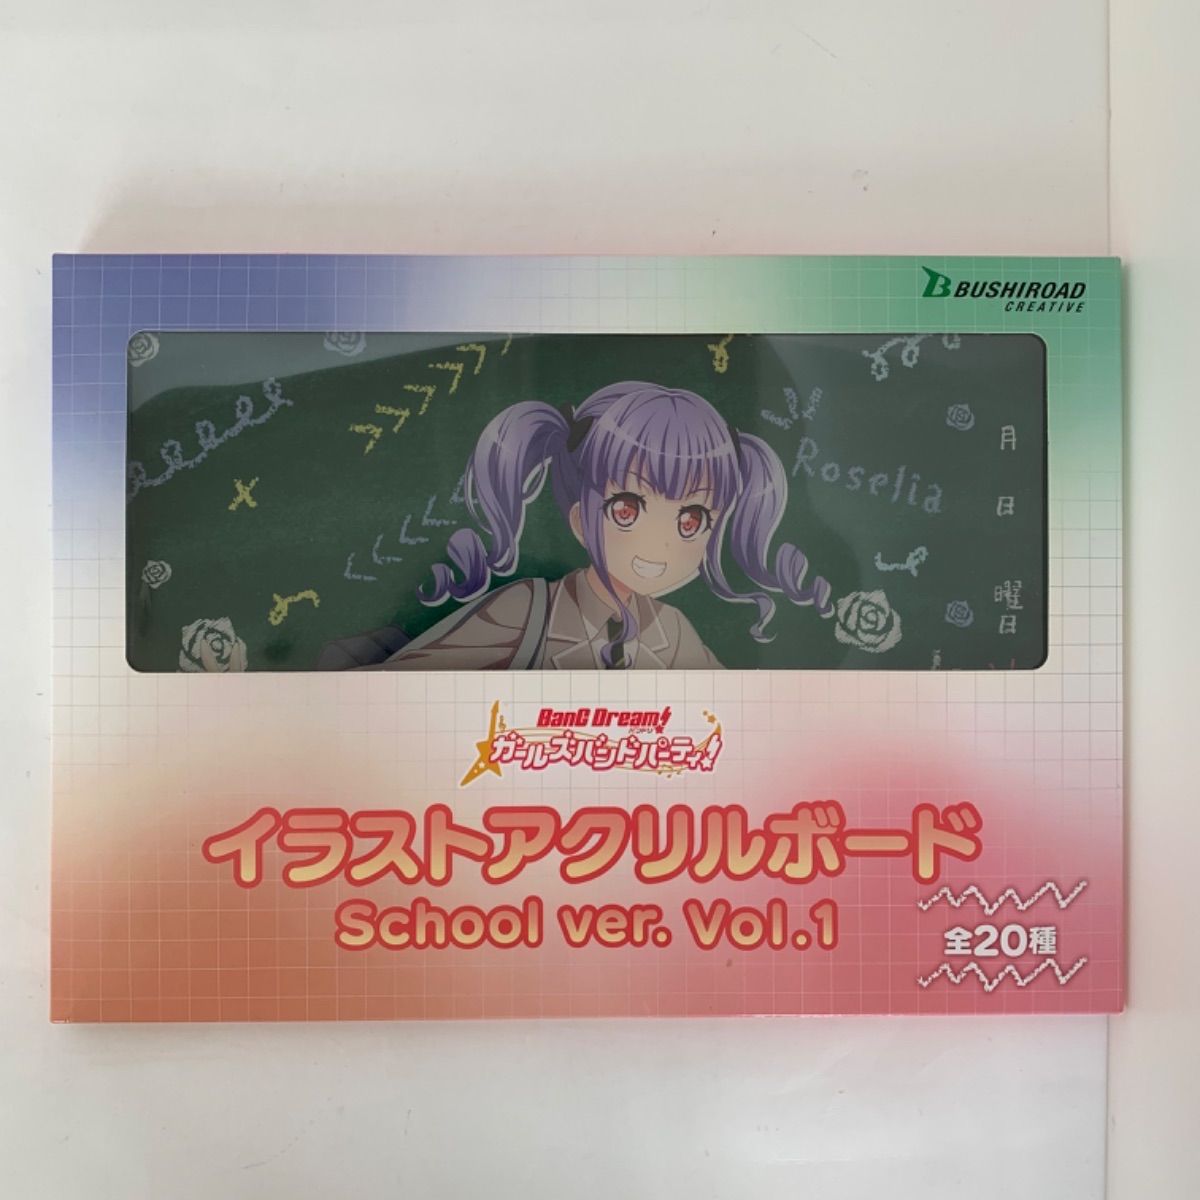 BUSHIROAD
CREATIVE
Roselia
月
日
曜
日
BanG Dream!
バンドリ
ガールズバンドパーティ!
イラストアクリルボード
School ver. Vol.1
全20種